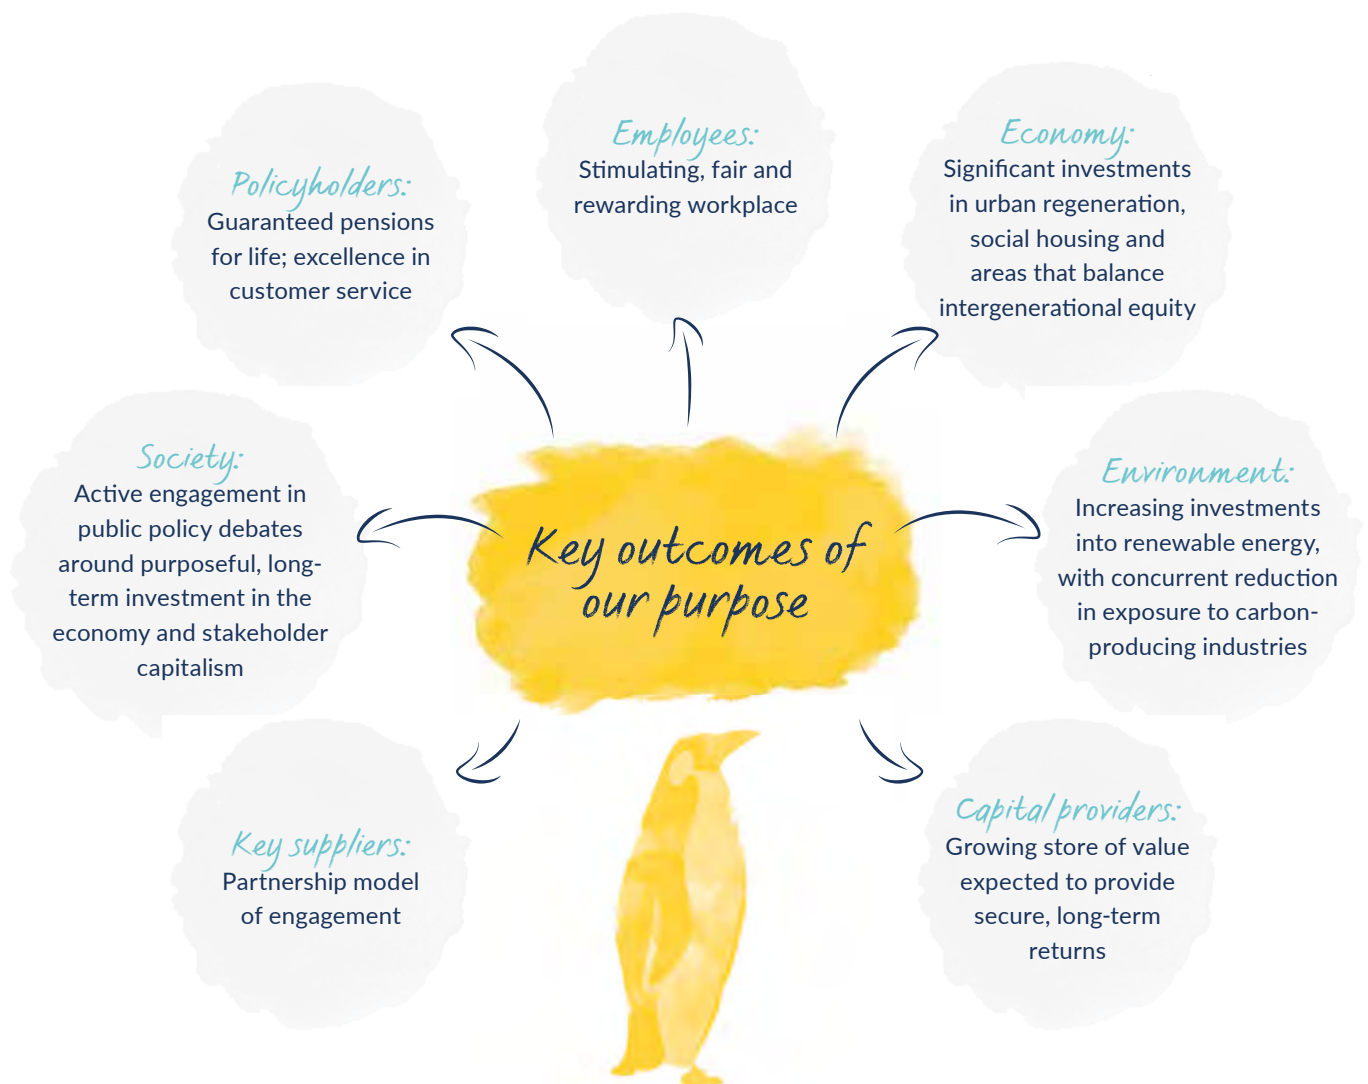 Employees:
Stimulating, fair and
rewarding workplace
Economy:
Significant investments
in urban regeneration,
social housing and
areas that balance
intergenerational equity
Policyholders:
Guaranteed pensions
for life; excellence in
customer service
Society:
Active engagement in
public policy debates
around purposeful, long-
term investment in the
economy and stakeholder
capitalism
Key outcomes of
our purpose
Environment:
Increasing investments
into renewable energy,
with concurrent reduction
in exposure to carbon-
producing industries
Key suppliers:
Partnership model
of engagement
Capital providers:
Growing store of value
expected to provide
secure, long-term
returns